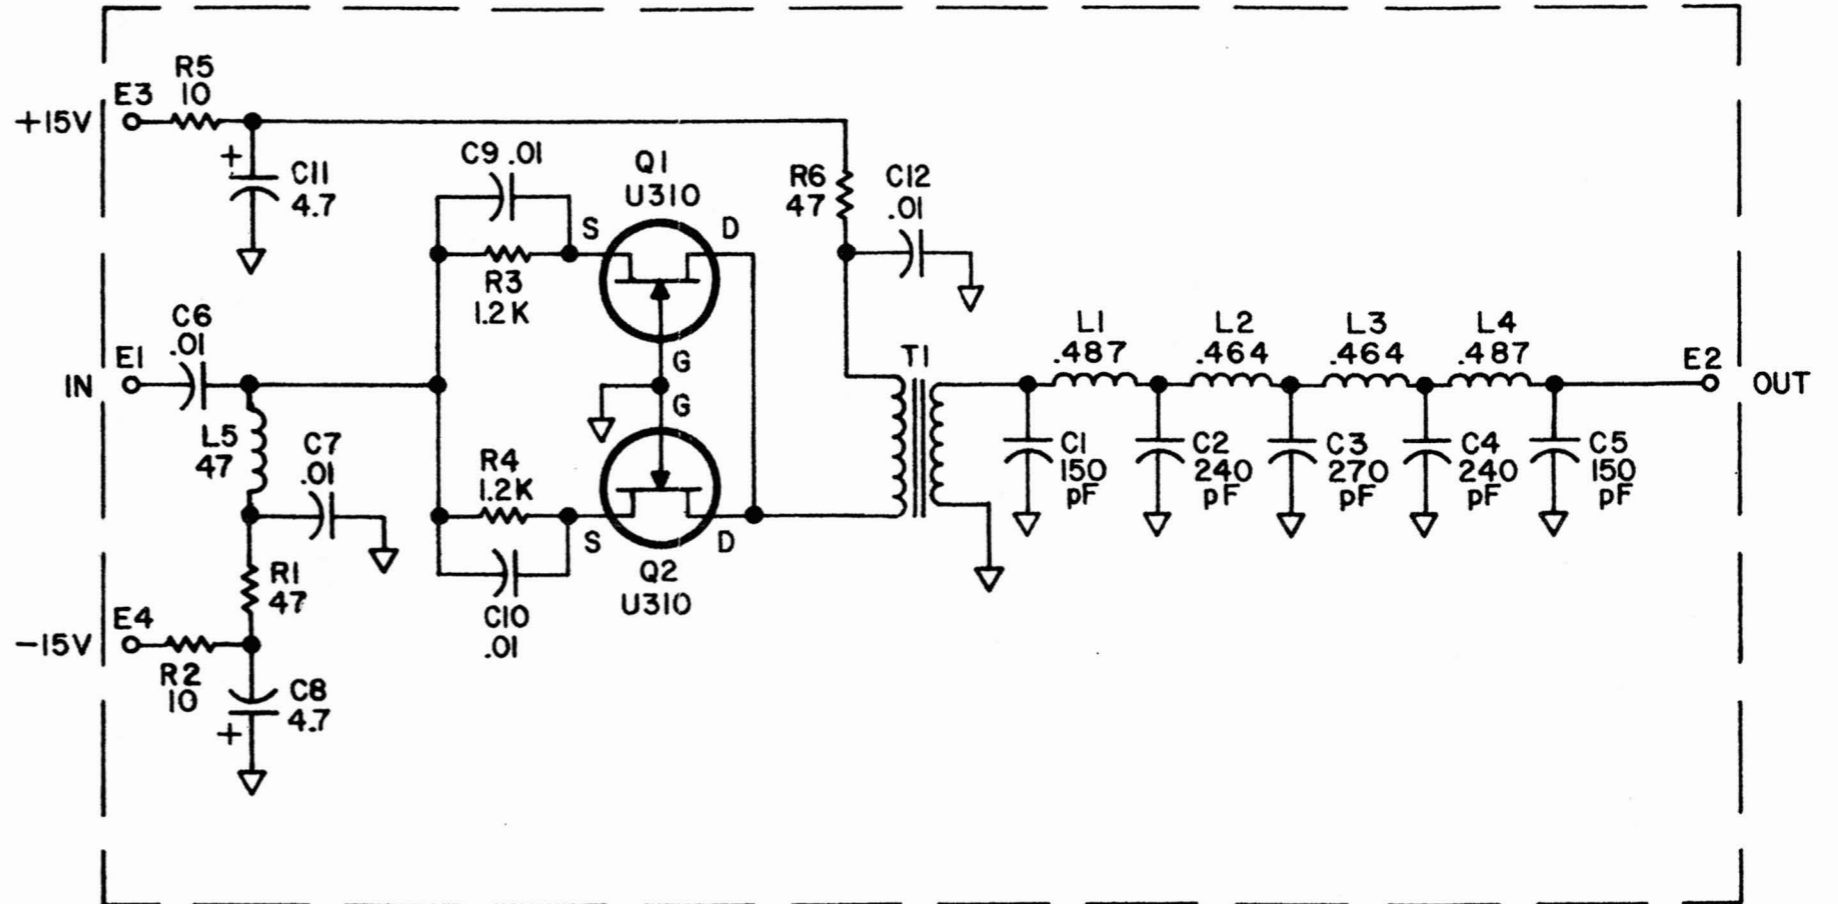 R5
10
E3
+15V
+
C11
4.7
C9 .01
Q1
U310
S
D
R3
1.2K
R6
47
C12
.01
C6
.01
E1
IN
G
G
L5
47
C7
.01
R4
1.2K
S
D
Q2
U310
C10
.01
R1
47
E4
-15V
R2
10
C8
4.7
+
T1
L1
.487
L2
.464
L3
.464
L4
.487
E2
OUT
C1
150
pF
C2
240
pF
C3
270
pF
C4
240
pF
C5
150
pF